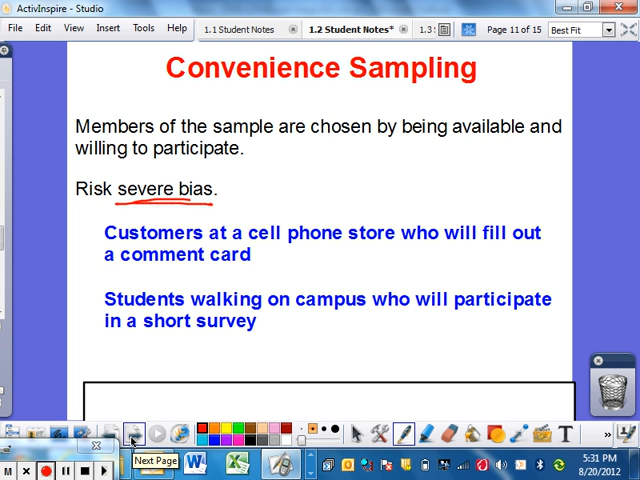 ActivInspire - Studio
File Edit View Insert Tools Help
1.1 Student Notes
1.2 Student Notes*
1.3
Page 11 of 15
Best Fit
Convenience Sampling
Members of the sample are chosen by being available and
willing to participate.
Risk severe bias.
Customers at a cell phone store who will fill out
a comment card
Students walking on campus who will participate
in a short survey
Next Page
M
W
X
5:31 PM
8/20/2012